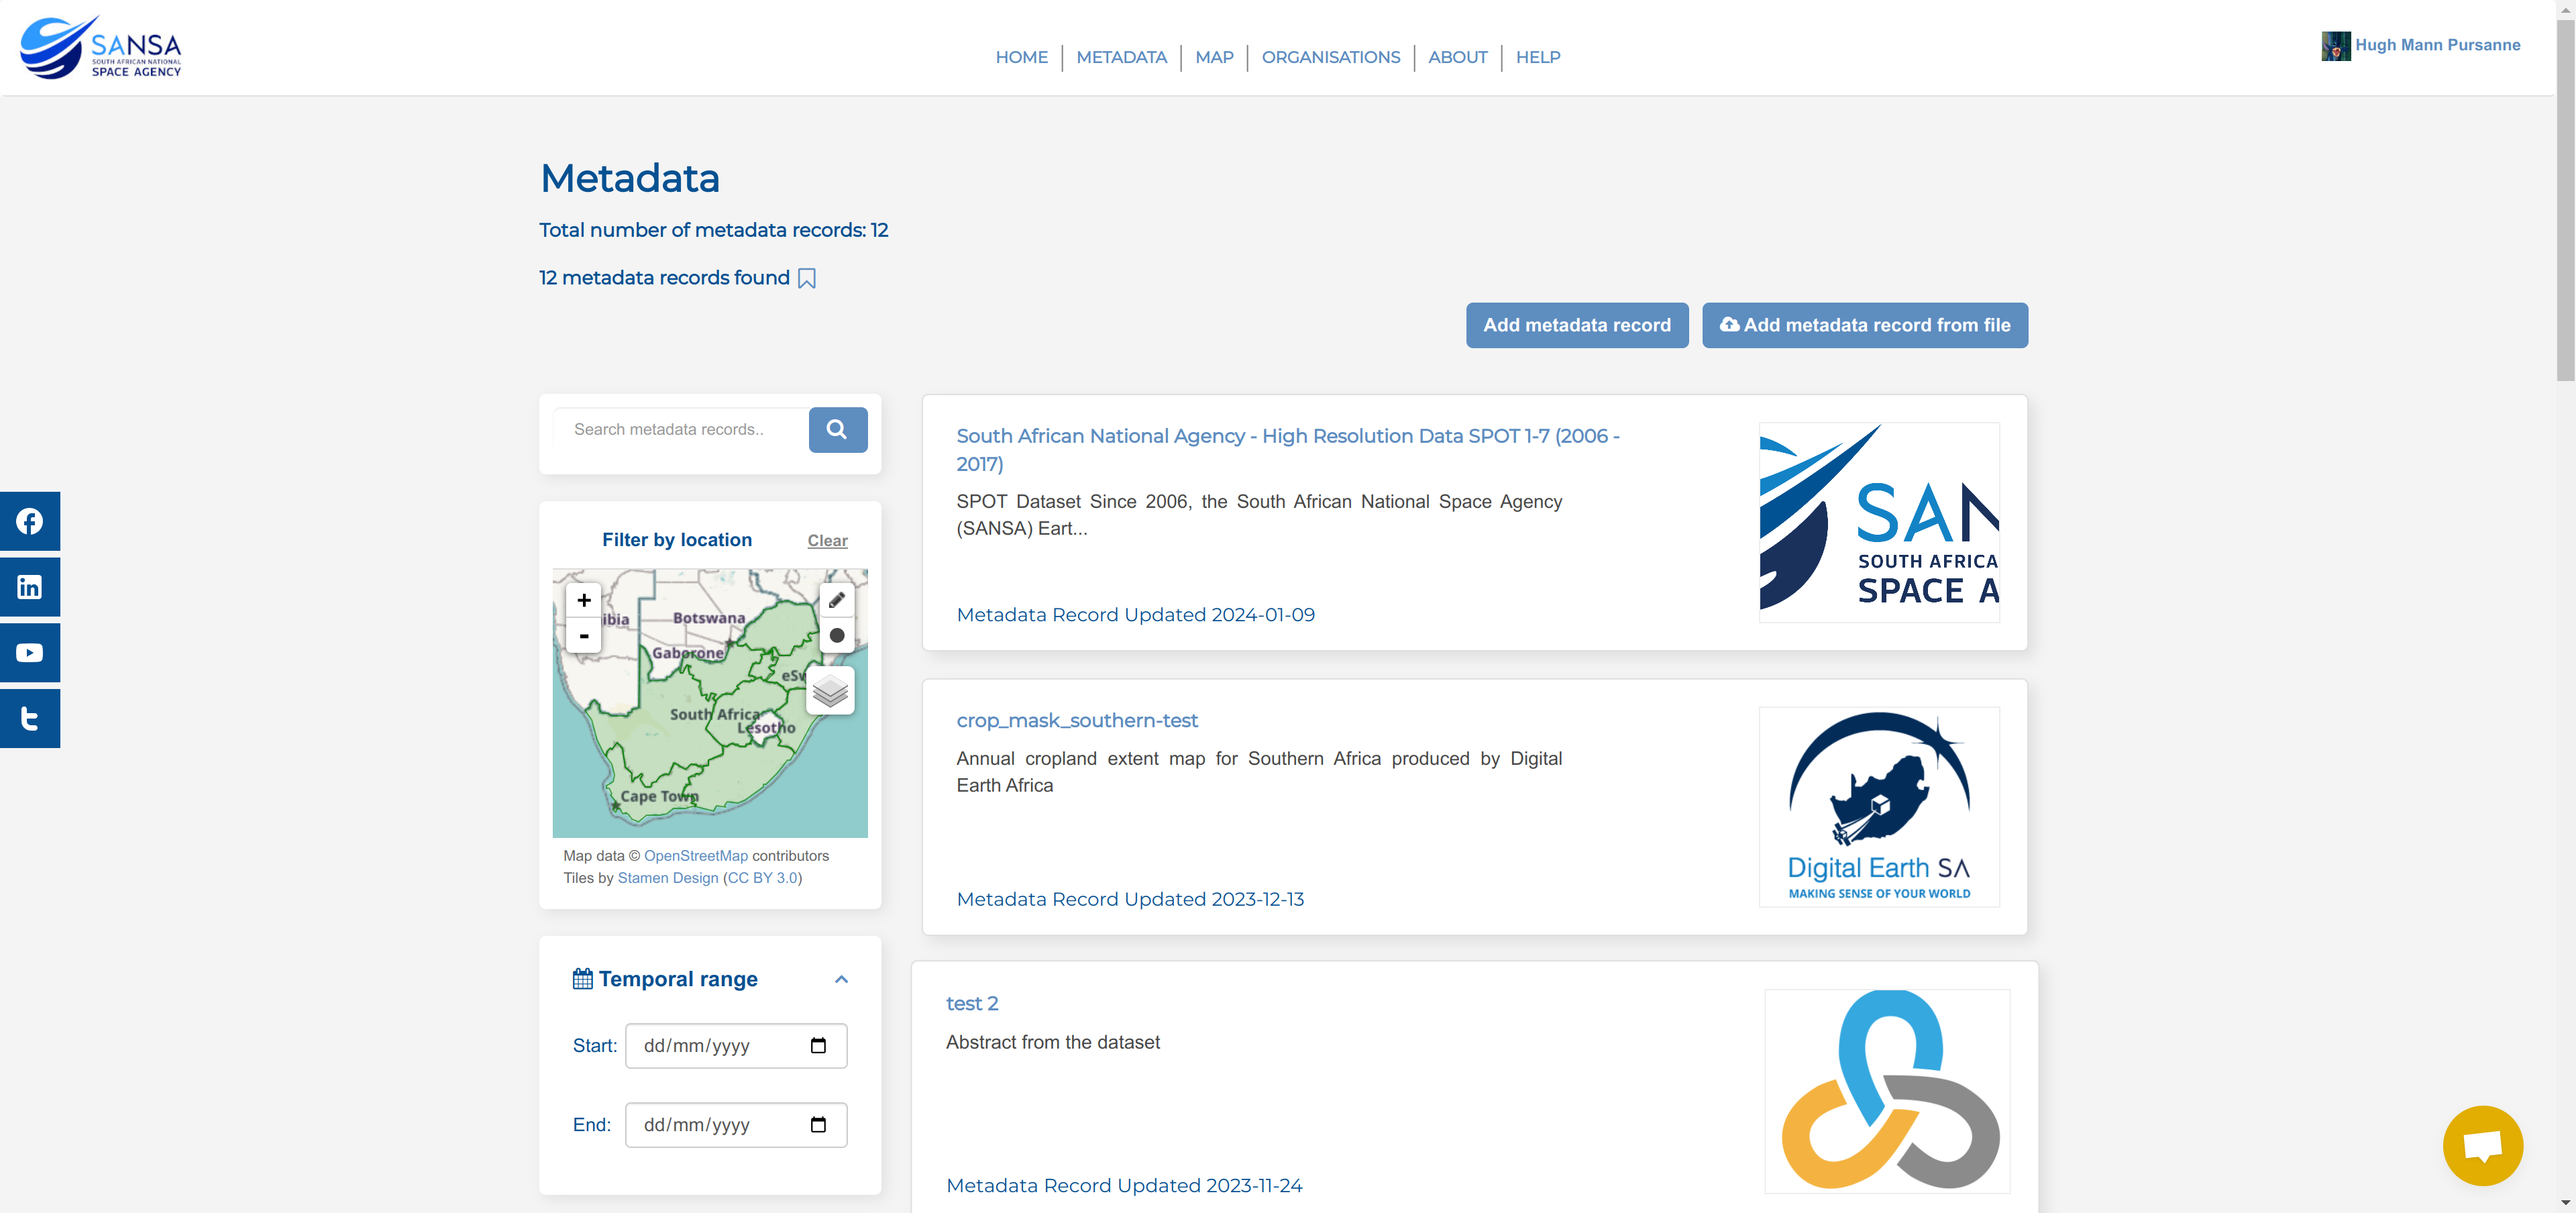 SANSA
SOUTH AFRICAN NATIONAL
SPACE AGENCY
HOME
METADATA
MAP
ORGANISATIONS
ABOUT
HELP
Hugh Mann Pursanne
Metadata
Total number of metadata records: 12
12 metadata records found
Add metadata record
Add metadata record from file
Search metadata records..
Filter by location
Clear
+
-
ibia
Botswana
Gaborone
eSw
South Africa
Lesotho
Cape Town
Map data © OpenStreetMap contributors
Tiles by Stamen Design (CC BY 3.0)
Temporal range
Start:
dd/mm/yyyy
End:
dd/mm/yyyy
South African National Agency - High Resolution Data SPOT 1-7 (2006 -
2017)
SPOT Dataset Since 2006, the South African National Space Agency
(SANSA) Eart...
Metadata Record Updated 2024-01-09
SAN
SOUTH AFRICA
SPACE A
crop_mask_southern-test
Annual cropland extent map for Southern Africa produced by Digital
Earth Africa
Metadata Record Updated 2023-12-13
Digital Earth SA
MAKING SENSE OF YOUR WORLD
test 2
Abstract from the dataset
Metadata Record Updated 2023-11-24